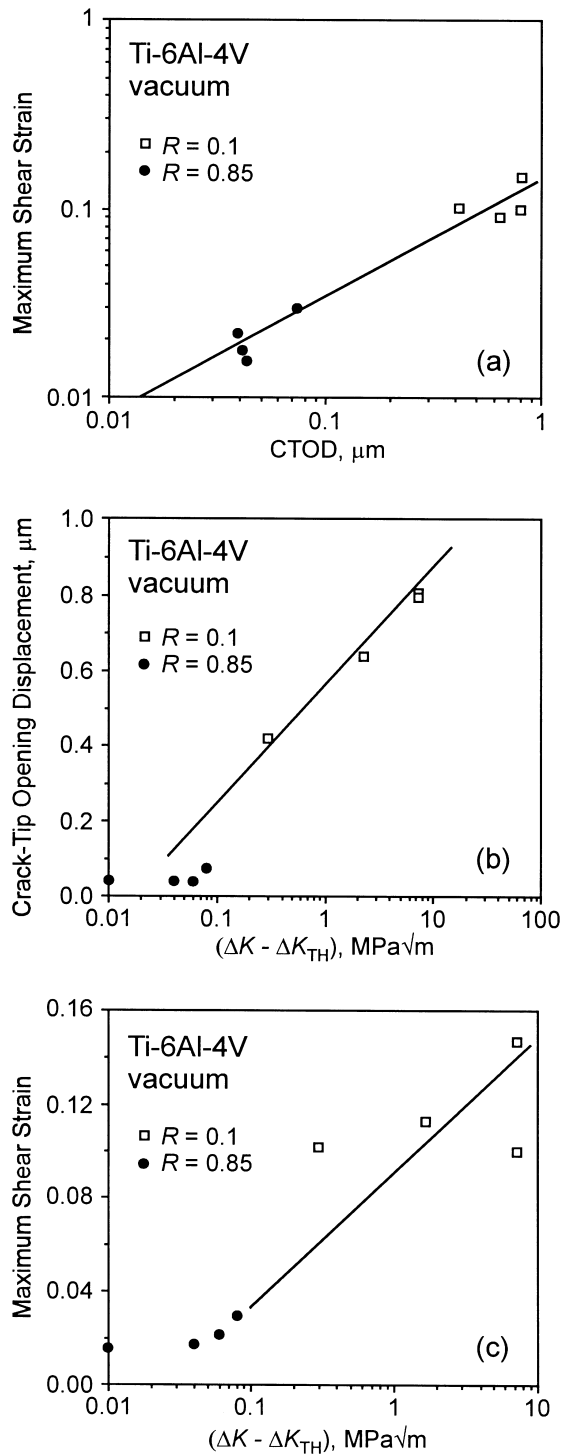 1
Ti-6Al-4V
vacuum
R = 0.1
R = 0.85
Maximum Shear Strain
0.1
(a)
0.01
0.01
0.1
1
CTOD, μm
1.0
Ti-6Al-4V
vacuum
0.8
R = 0.1
R = 0.85
Crack-Tip Opening Displacement, μm
0.6
0.4
0.2
(b)
0.0
0.01
0.1
1
10
100
(ΔK - ΔK_TH), MPa√m
0.16
Ti-6Al-4V
vacuum
0.12
R = 0.1
R = 0.85
Maximum Shear Strain
0.08
0.04
(c)
0.00
0.01
0.1
1
10
(ΔK - ΔK_TH), MPa√m